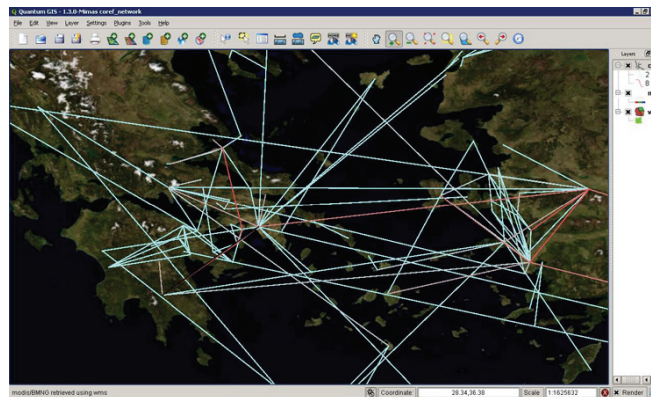 Quantum GIS - 1.3.0-Mimas coref_network
File Edit View Layer Settings Plugins Tools Help
Layers
modis/BMNG retrieved using wms
Coordinate: 28.34,36.38 Scale 1:1625632 Render